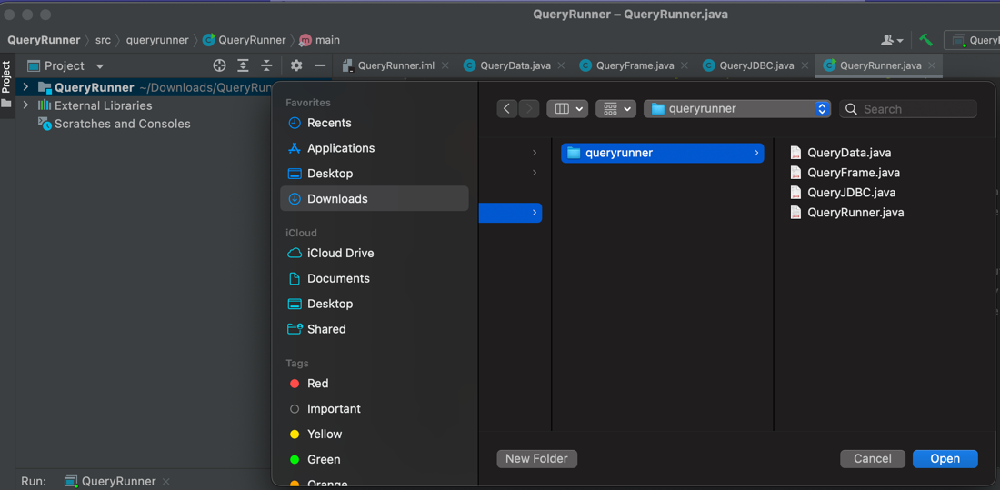 QueryRunner – QueryRunner.java
QueryRunner src queryrunner QueryRunner main
Project
Project QueryRunner.iml QueryData.java QueryFrame.java QueryJDBC.java QueryRunner.java
QueryRunner ~/Downloads/QueryRun
External Libraries
Scratches and Consoles
Favorites
Recents
Applications
Desktop
Downloads
iCloud
iCloud Drive
Documents
Desktop
Shared
Tags
Red
Important
Yellow
Green
Orange
queryrunner Search
queryrunner
QueryData.java
QueryFrame.java
QueryJDBC.java
QueryRunner.java
New Folder Cancel Open
Run: QueryRunner